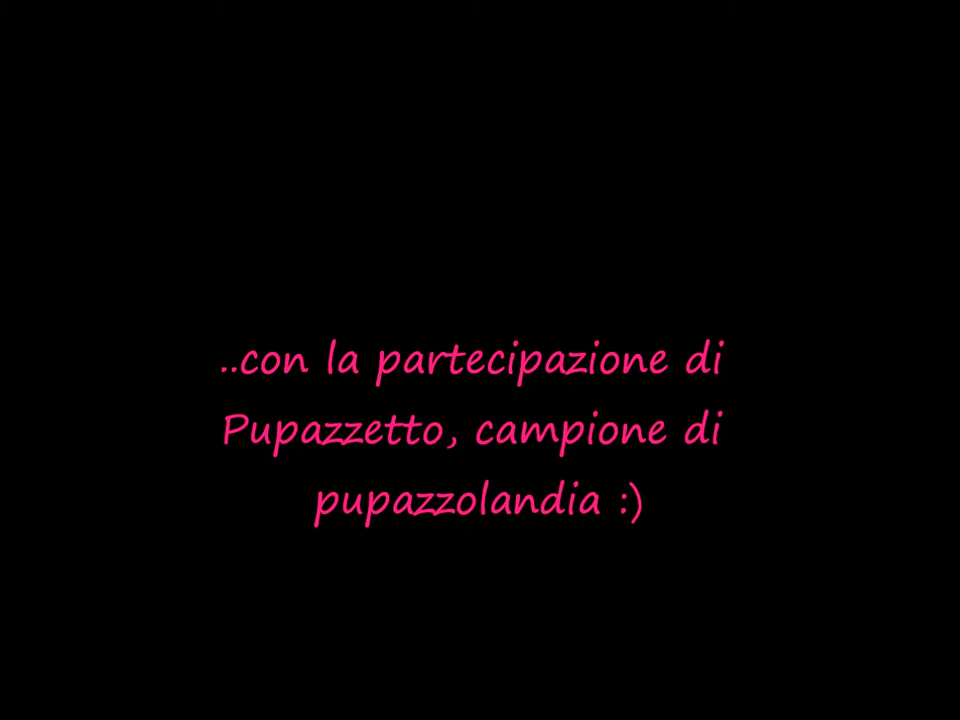 ..con la partecipazione di
Pupazzetto, campione di
pupazzolandia :)